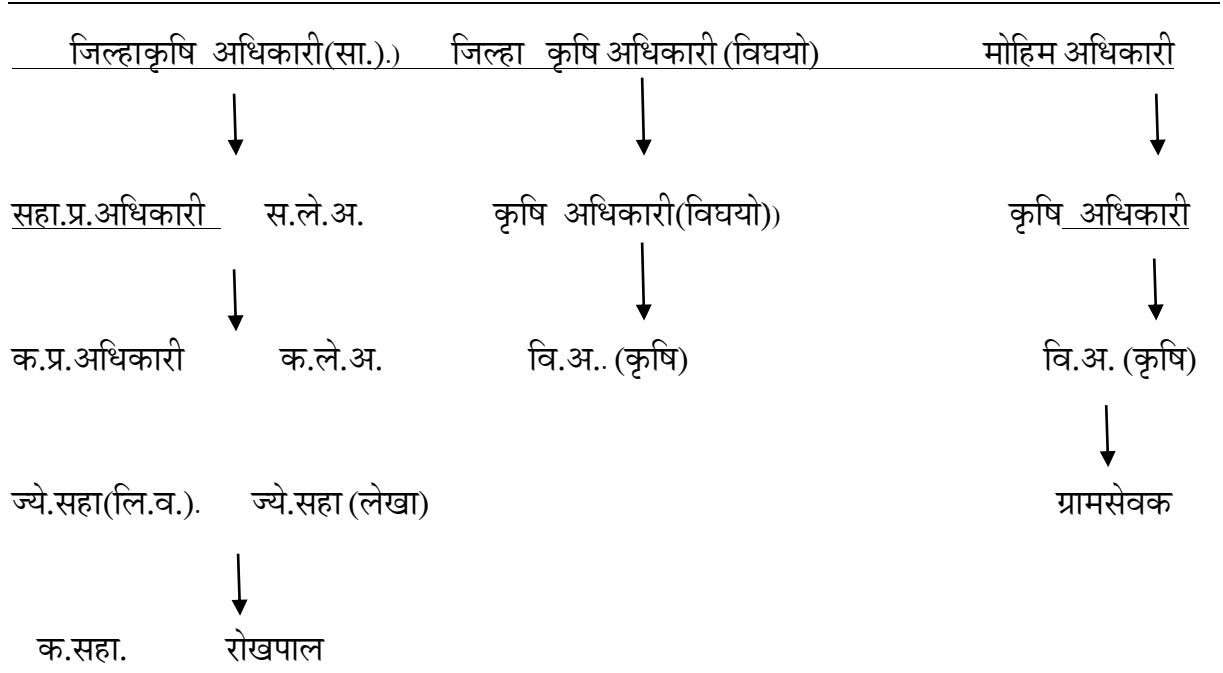 जिल्हाकृषि अधिकारी(सा.).) जिल्हा कृषि अधिकारी (विघयो) मोहिम अधिकारी
सहा.प्र.अधिकारी स.ले.अ. कृषि अधिकारी(विघयो)) कृषि अधिकारी
क.प्र.अधिकारी क.ले.अ. वि.अ.. (कृषि) वि.अ. (कृषि)
ज्ये.सहा(लि.व.). ज्ये.सहा (लेखा) ग्रामसेवक
क.सहा. रोखपाल